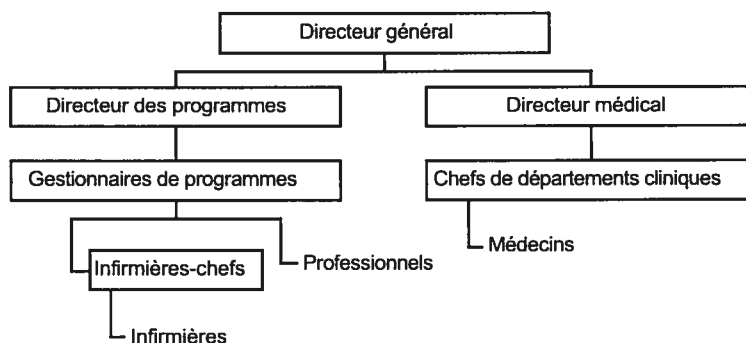 Directeur général
Directeur des programmes
Directeur médical
Gestionnaires de programmes
Chefs de départements cliniques
Médecins
Infirmières-chefs
Professionnels
Infirmières